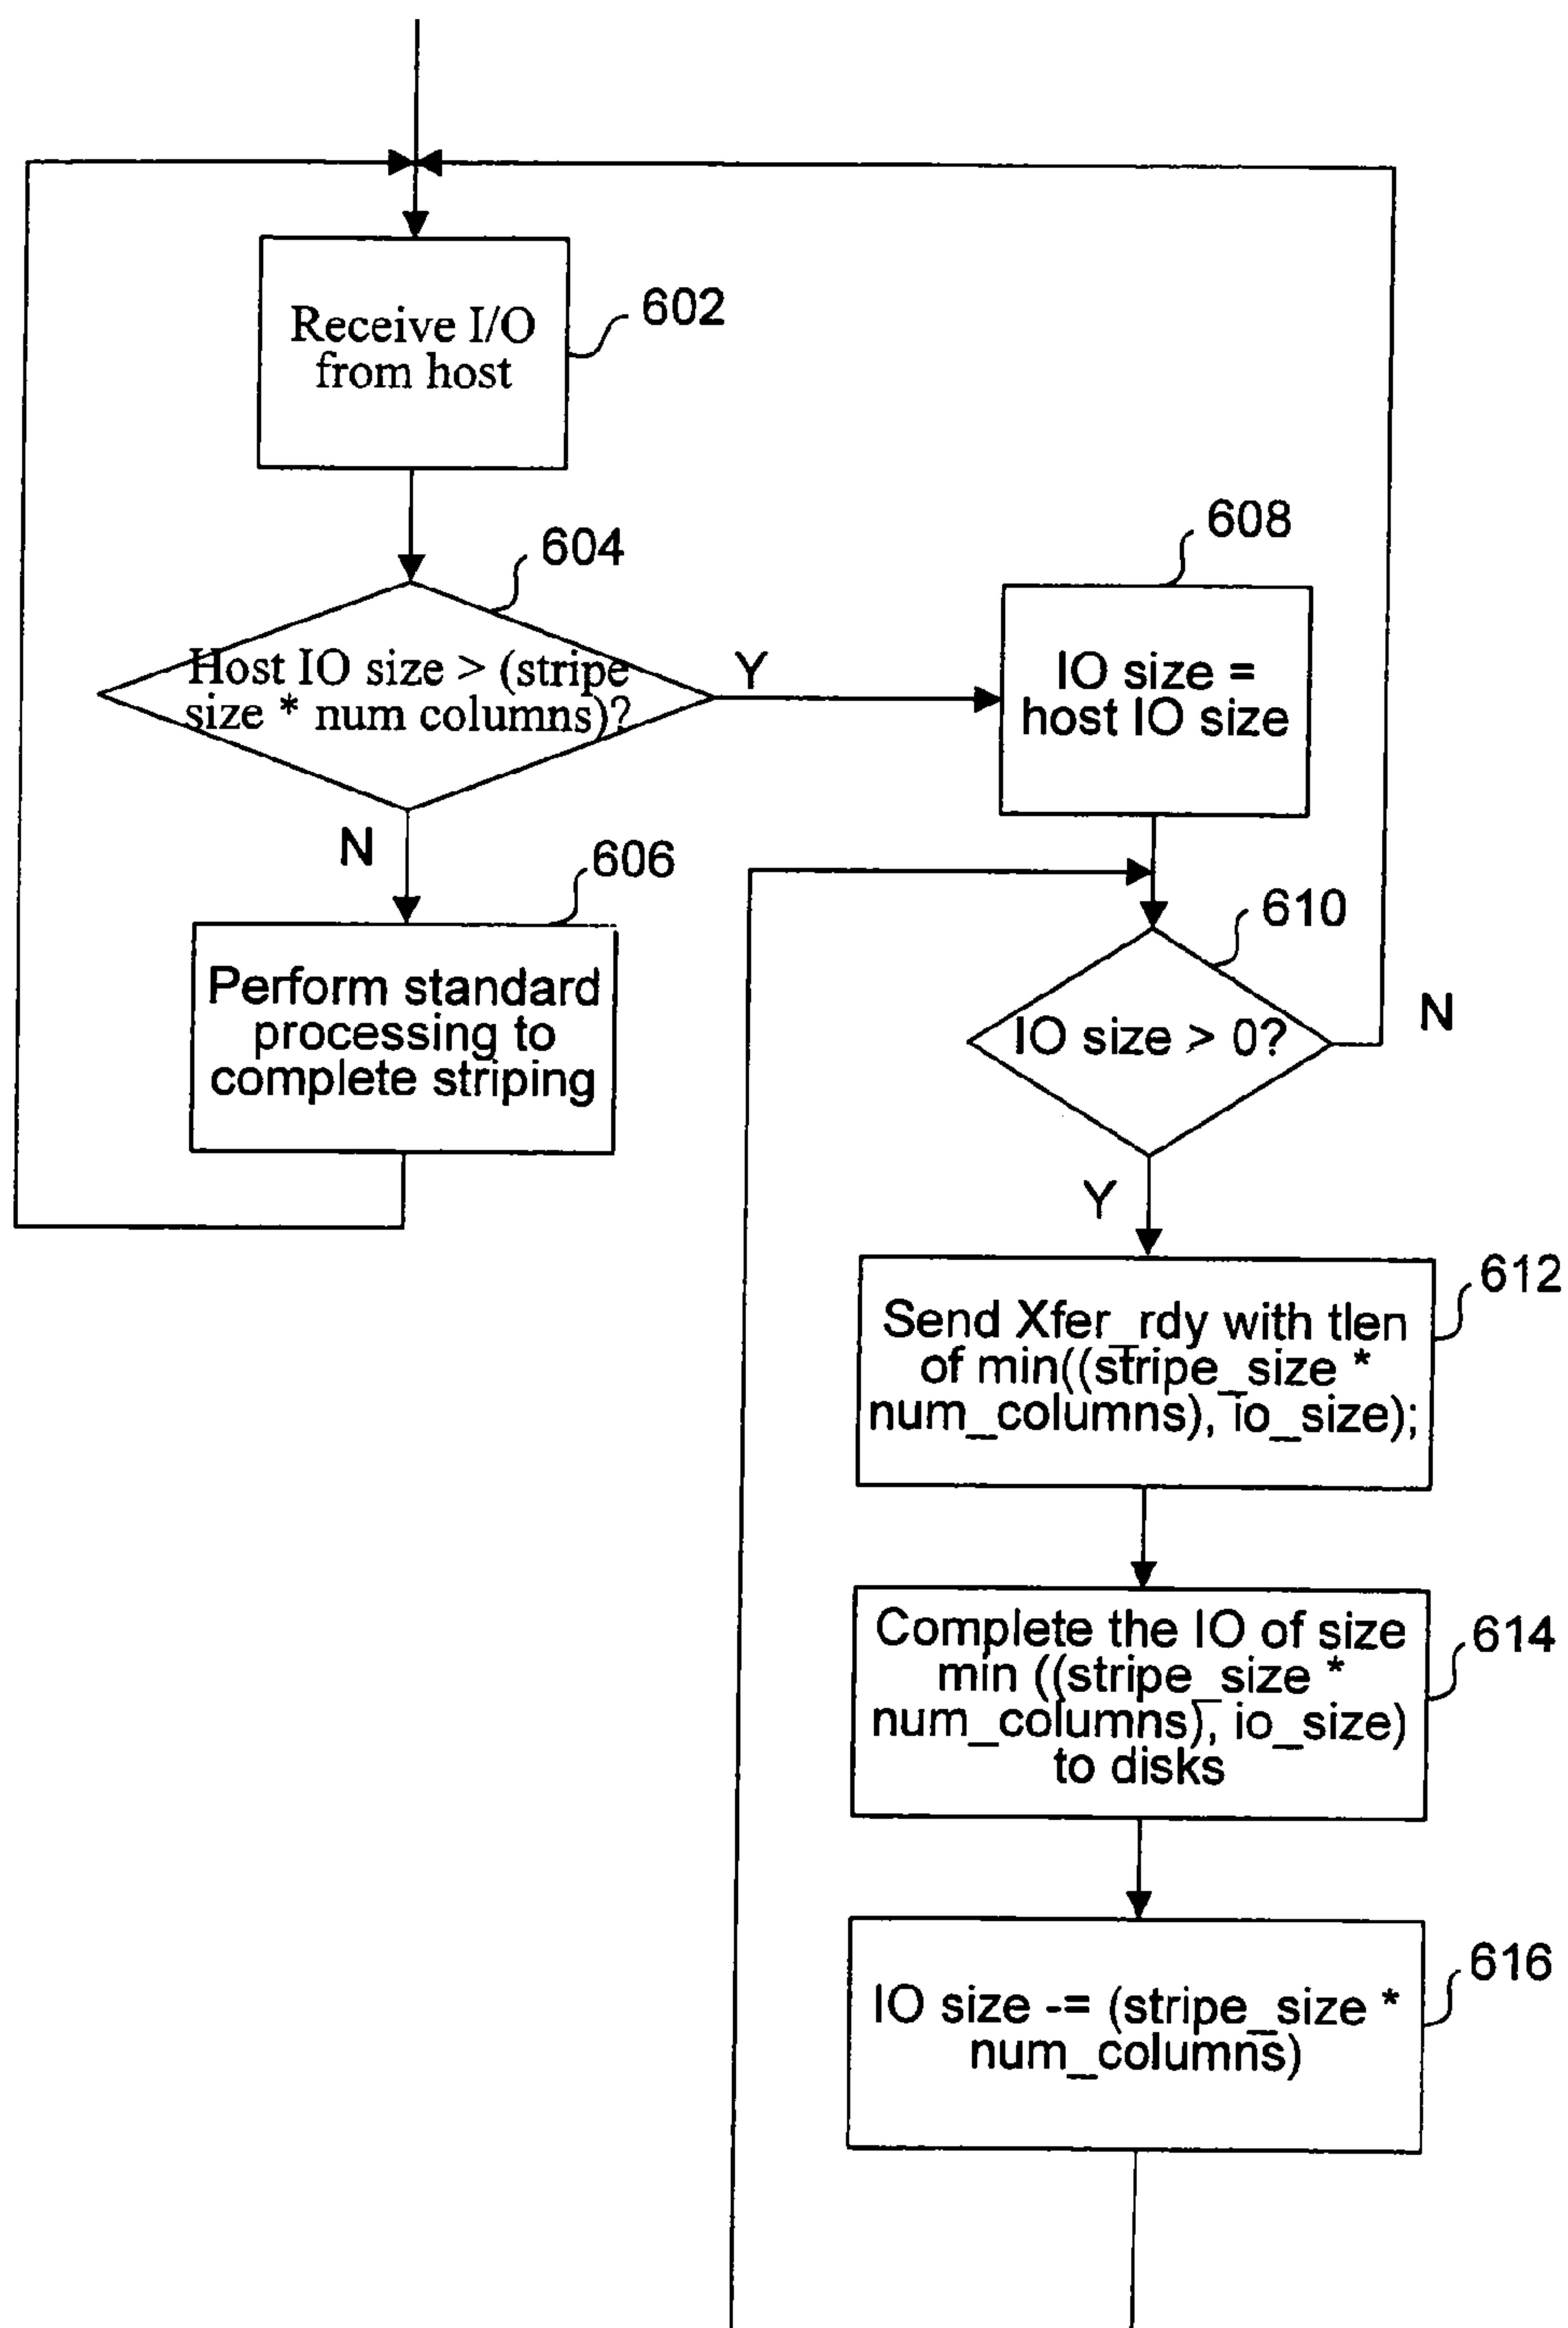 Receive I/O
from host
602
604
Host IO size > (stripe
size * num columns)?
Y
N
606
Perform standard
processing to
complete striping
608
IO size =
host IO size
610
IO size > 0?
N
Y
612
Send Xfer_rdy with tlen
of min((stripe_size *
num_columns), io_size);
614
Complete the IO of size
min ((stripe_size *
num_columns), io_size)
to disks
616
IO size -= (stripe_size *
num_columns)